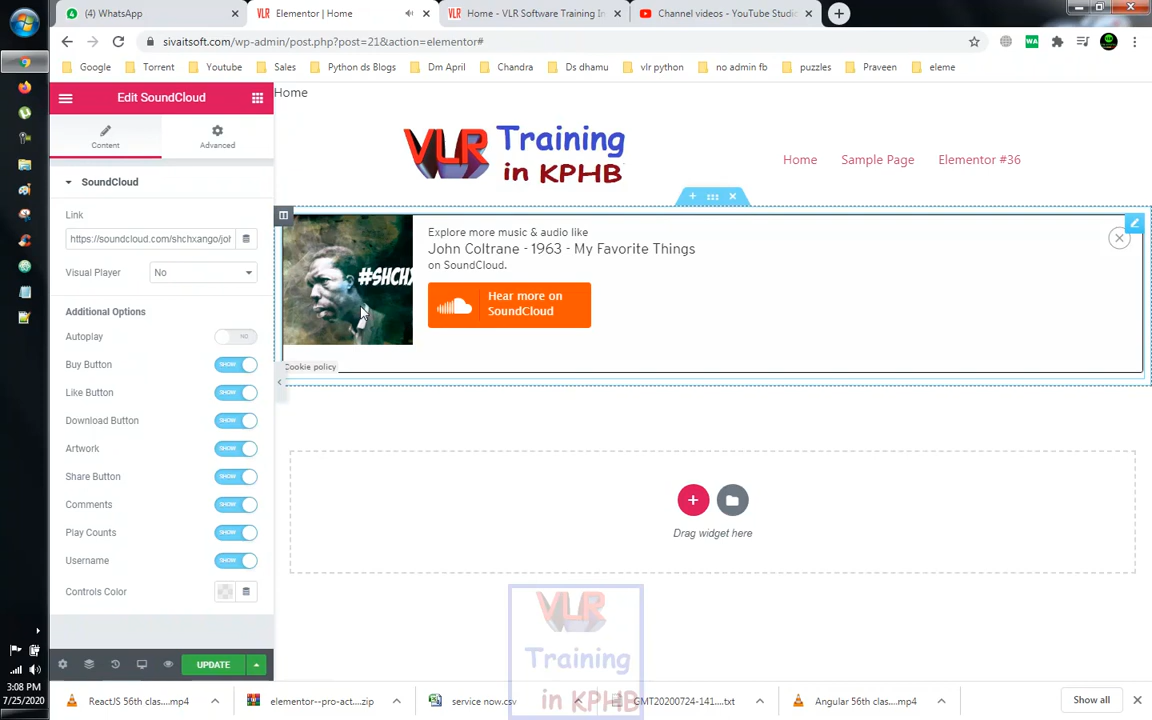 (4) WhatsApp
Elementor | Home
Home - VLR Software Training In
Channel videos - YouTube Studio
sivaitsoft.com/wp-admin/post.php?post=21&action=elementor#
Google
Torrent
Youtube
Sales
Python ds Blogs
Dm April
Chandra
Ds dhamu
vlr python
no admin fb
puzzles
Praveen
eleme
Edit SoundCloud
Home
Content
Advanced
VLR Training
in KPHB
Home
Sample Page
Elementor #36
SoundCloud
Link
https://soundcloud.com/shchxango/joh
Visual Player
No
Additional Options
Autoplay
NO
Buy Button
SHOW
Like Button
SHOW
Download Button
SHOW
Artwork
SHOW
Share Button
SHOW
Comments
SHOW
Play Counts
SHOW
Username
SHOW
Controls Color
#SHCHX
Explore more music & audio like
John Coltrane - 1963 - My Favorite Things
on SoundCloud.
Hear more on
SoundCloud
Cookie policy
Drag widget here
VLR
Training
in KPHB
UPDATE
ReactJS 56th clas....mp4
elementor--pro-act....zip
service now.csv
GMT20200724-141....txt
Angular 56th clas....mp4
Show all
3:08 PM
7/25/2020